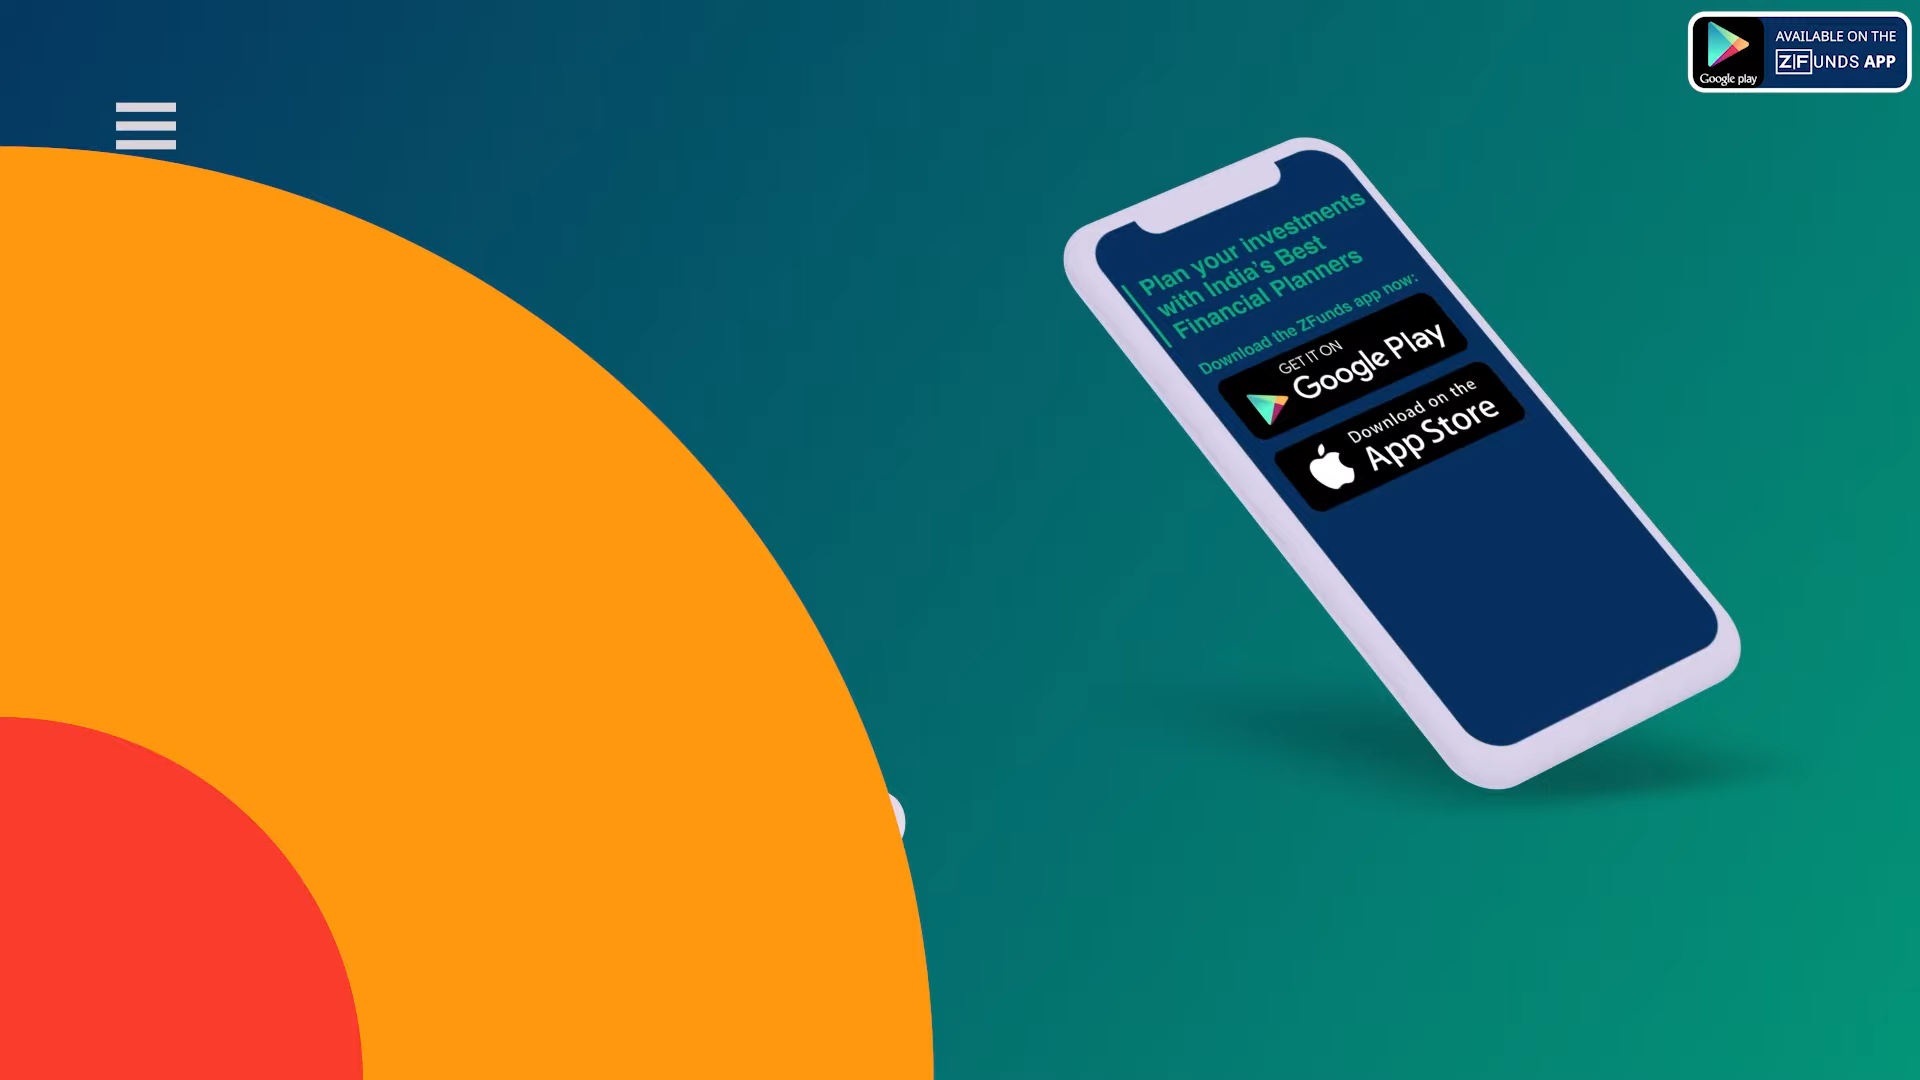 AVAILABLE ON THE
ZFUNDS APP
Google play
Plan your investments
with India's Best
Financial Planners
Download the ZFunds app now:
GET IT ON
Google Play
Download on the
App Store